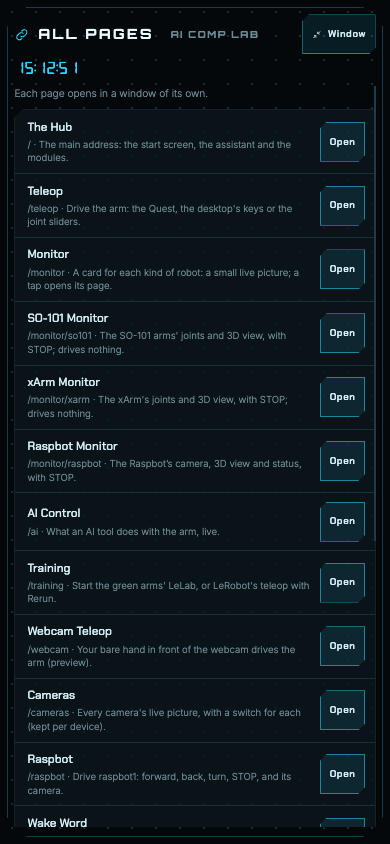 ALL PAGES AI COMP LAB Window
15:12:51
Each page opens in a window of its own.
The Hub
/ · The main address: the start screen, the assistant and the
modules.
Open
Teleop
/teleop · Drive the arm: the Quest, the desktop's keys or the
joint sliders.
Open
Monitor
/monitor · A card for each kind of robot: a small live picture; a
tap opens its page.
Open
SO-101 Monitor
/monitor/so101 · The SO-101 arms' joints and 3D view, with
STOP; drives nothing.
Open
xArm Monitor
/monitor/xarm · The xArm's joints and 3D view, with STOP;
drives nothing.
Open
Raspbot Monitor
/monitor/raspbot · The Raspbot's camera, 3D view and status,
with STOP.
Open
AI Control
/ai · What an AI tool does with the arm, live.
Open
Training
/training · Start the green arms' LeLab, or LeRobot's teleop with
Rerun.
Open
Webcam Teleop
/webcam · Your bare hand in front of the webcam drives the
arm (preview).
Open
Cameras
/cameras · Every camera's live picture, with a switch for each
(kept per device).
Open
Raspbot
/raspbot · Drive raspbot1: forward, back, turn, STOP, and its
camera.
Open
Wake Word